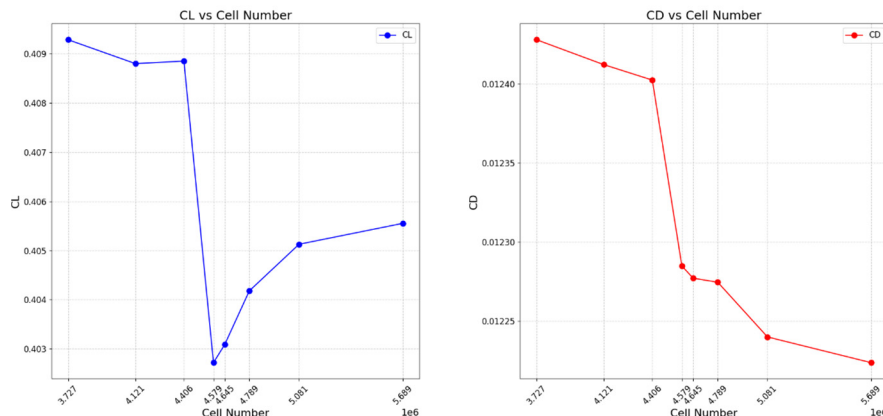 CL vs Cell Number
CL
0.409
0.408
0.407
0.406
0.405
0.404
0.403
CL
3.727
4.121
4.406
4.579
4.645
4.789
5.081
5.689
Cell Number
1e6
CD vs Cell Number
CD
0.01240
0.01235
0.01230
0.01225
CD
3.727
4.121
4.406
4.579
4.645
4.789
5.081
5.689
Cell Number
1e6